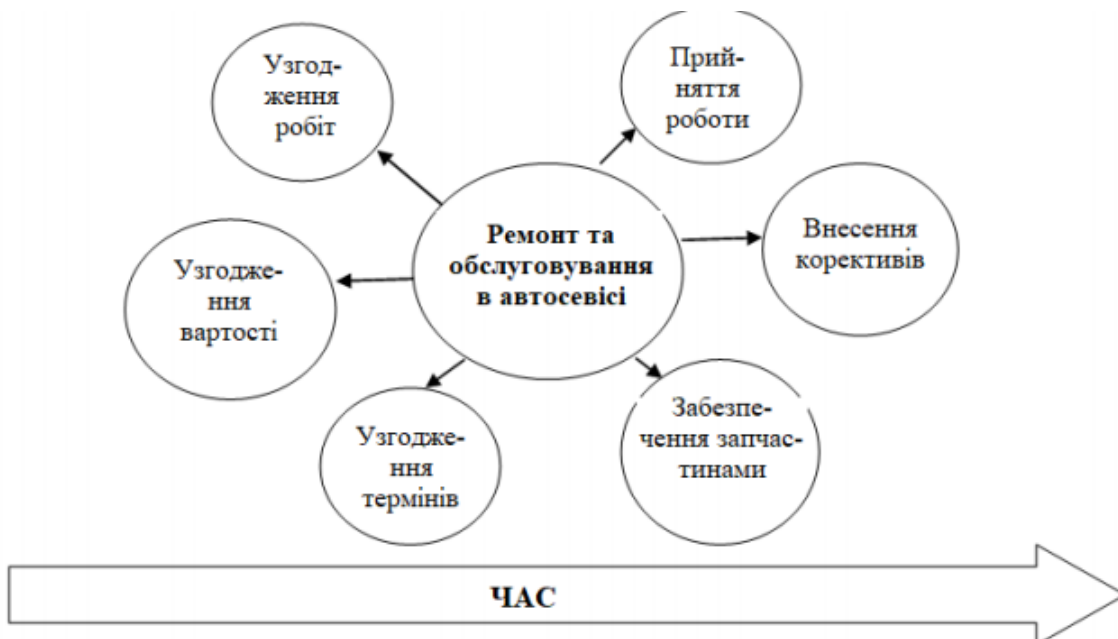 Узгод-
ження
робіт
Прий-
няття
роботи
Ремонт та
обслуговування
в автосевісі
Внесення
корективів
Узгодже-
ння
вартості
Узгодже-
ння
термінів
Забезпе-
чення запчас-
тинами
ЧАС